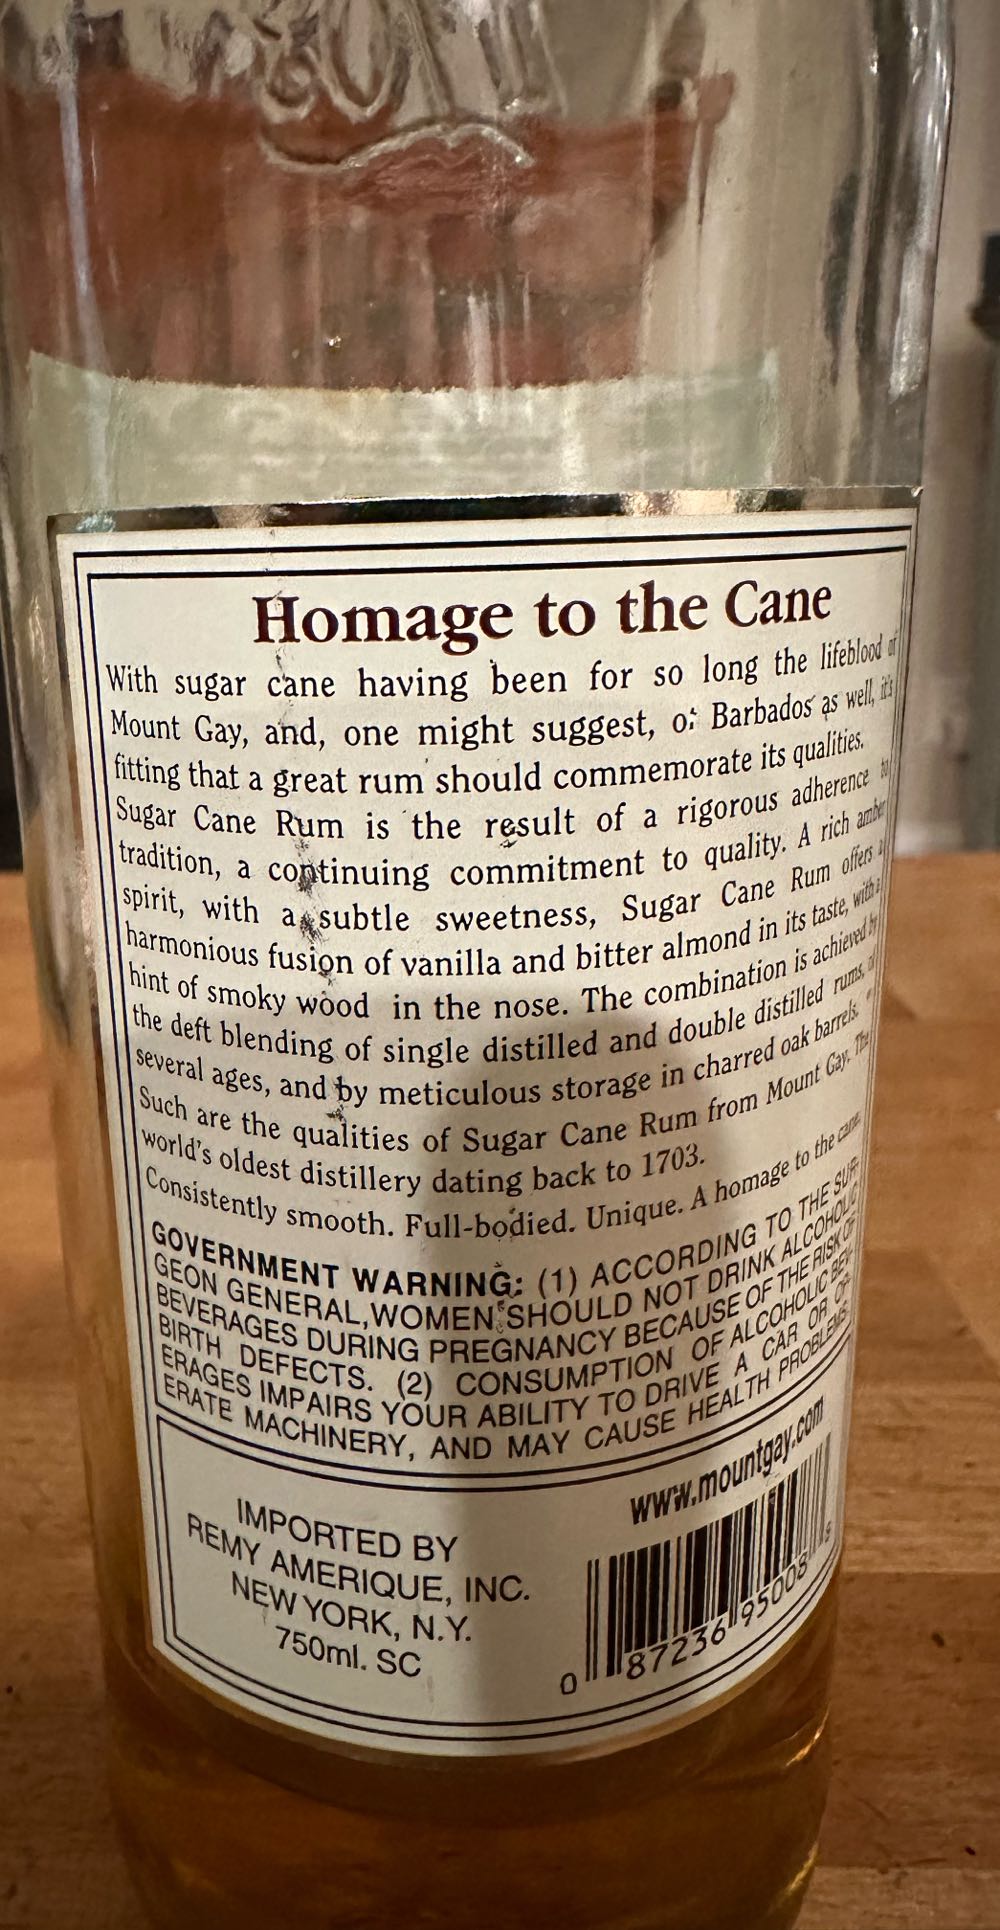 Homage to the Cane
With sugar cane having been for so long the lifeblood of
Mount Gay, and, one might suggest, of Barbados as well, it's
fitting that a great rum should commemorate its qualities.
Sugar Cane Rum is the result of a rigorous adherence to
tradition, a continuing commitment to quality. A rich amber
spirit, with a subtle sweetness, Sugar Cane Rum offers a
harmonious fusion of vanilla and bitter almond in its taste, with a
hint of smoky wood in the nose. The combination is achieved by
the deft blending of single distilled and double distilled rums, of
several ages, and by meticulous storage in charred oak barrels.
Such are the qualities of Sugar Cane Rum from Mount Gay. The
world's oldest distillery dating back to 1703.
Consistently smooth. Full-bodied. Unique. A homage to the cane.
GOVERNMENT WARNING: (1) ACCORDING TO THE SUR-
GEON GENERAL,WOMEN SHOULD NOT DRINK ALCOHOLIC
BEVERAGES DURING PREGNANCY BECAUSE OF THE RISK OF
BIRTH DEFECTS. (2) CONSUMPTION OF ALCOHOLIC BEV-
ERAGES IMPAIRS YOUR ABILITY TO DRIVE A CAR OR OP-
ERATE MACHINERY, AND MAY CAUSE HEALTH PROBLEMS.
www.mountgay.com
IMPORTED BY
REMY AMERIQUE, INC.
NEW YORK, N.Y.
750ml. SC
0 87236 95008 8